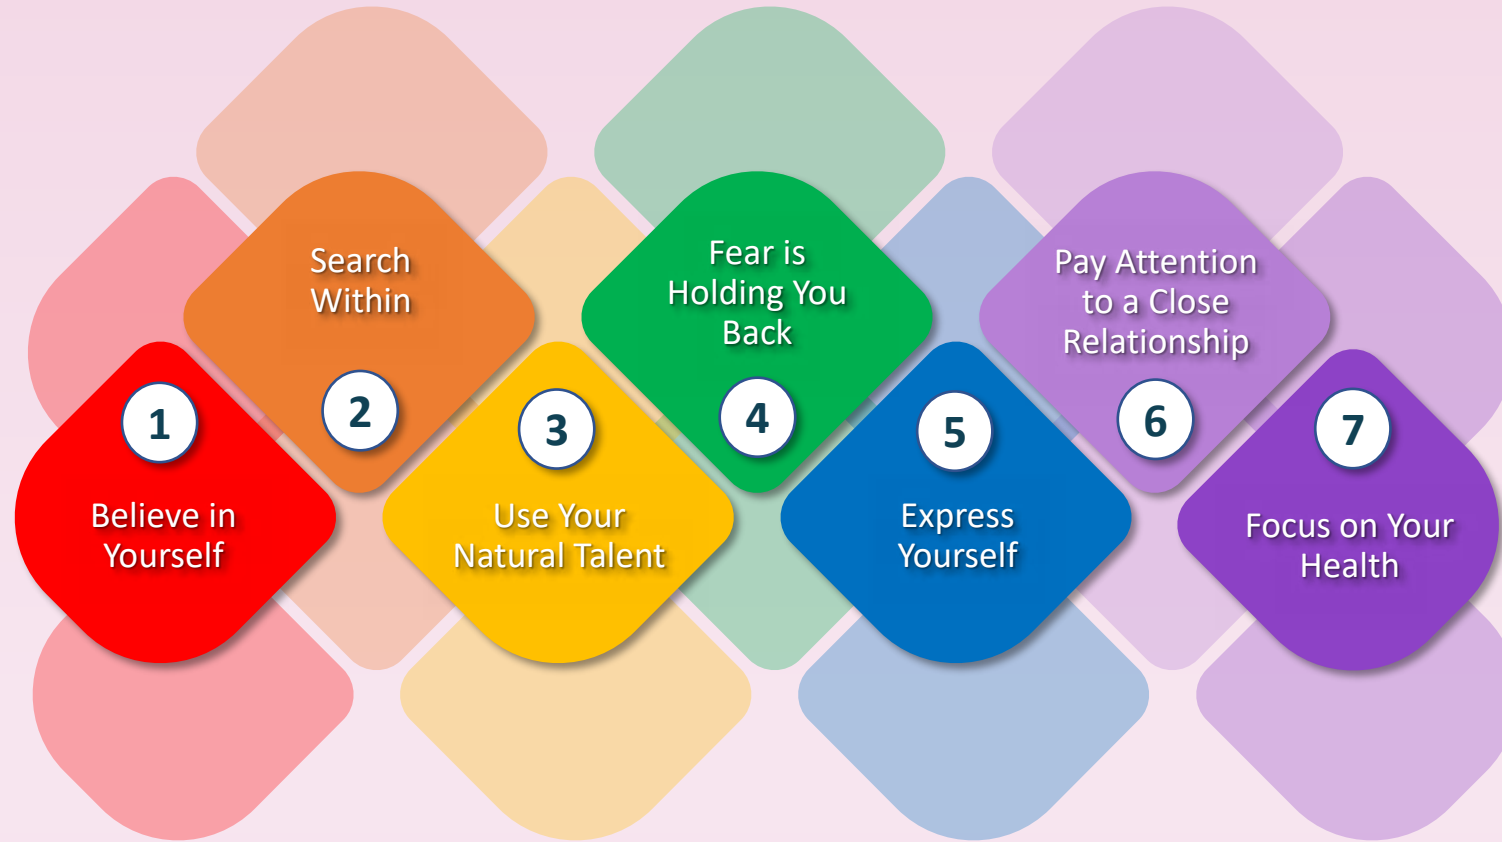 1
Believe in
Yourself
Search
Within
2
3
Use Your
Natural Talent
Fear is
Holding You
Back
4
5
Express
Yourself
Pay Attention
to a Close
Relationship
6
7
Focus on Your
Health